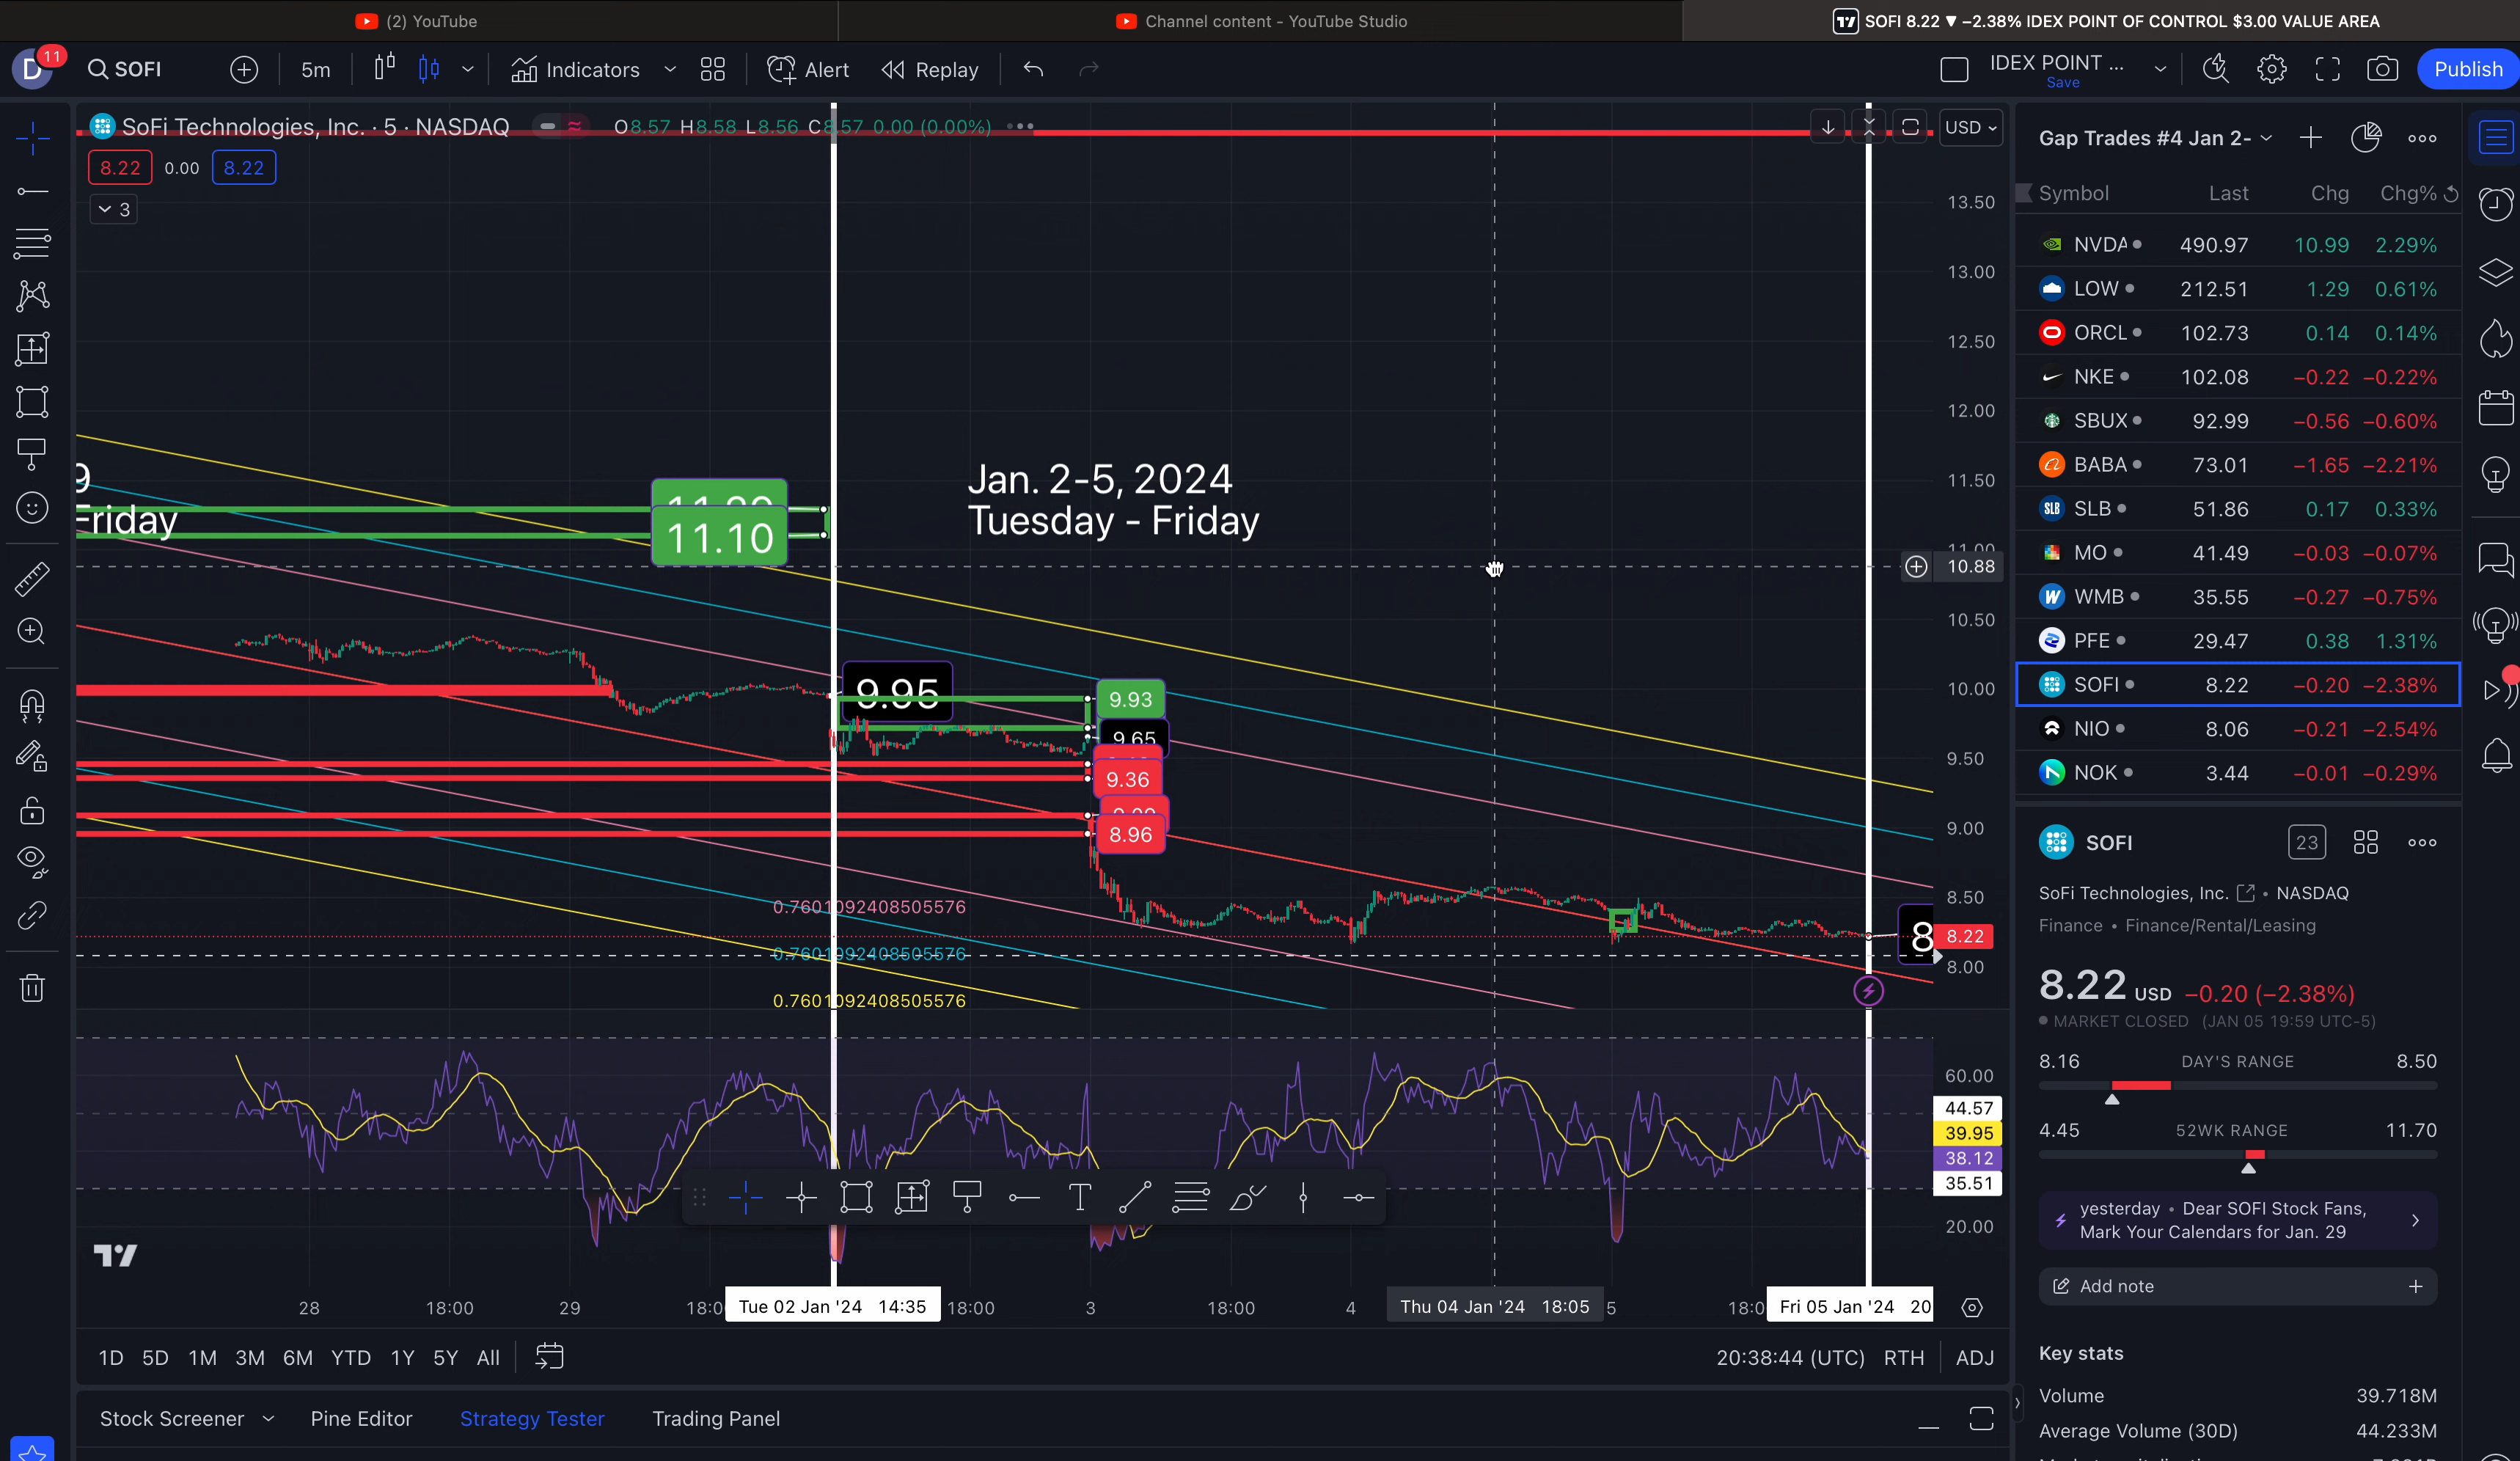 (2) YouTube
Channel content - YouTube Studio
SOFI 8.22 ▼ −2.38% IDEX POINT OF CONTROL $3.00 VALUE AREA
D 11
SOFI
5m
Indicators
Alert
Replay
IDEX POINT ...
Save
Publish
SoFi Technologies, Inc. · 5 · NASDAQ
O8.57 H8.58 L8.56 C8.57 0.00 (0.00%)
USD
8.22 0.00 8.22
3
13.50
13.00
12.50
12.00
11.50
11.00
10.88
10.50
10.00
9.50
9.00
8.50
8.22
8.00
9
Friday
11.10
Jan. 2-5, 2024
Tuesday - Friday
9.95
9.93
9.65
9.36
8.96
8
0.7601092408505576
0.7601092408505576
0.7601092408505576
60.00
44.57
39.95
38.12
35.51
20.00
28 18:00 29 18:0 Tue 02 Jan '24 14:35 18:00 3 18:00 4 Thu 04 Jan '24 18:05 5 18:0 Fri 05 Jan '24 20
1D 5D 1M 3M 6M YTD 1Y 5Y All
20:38:44 (UTC) RTH ADJ
Stock Screener Pine Editor Strategy Tester Trading Panel
Gap Trades #4 Jan 2-
Symbol Last Chg Chg%
NVDA 490.97 10.99 2.29%
LOW 212.51 1.29 0.61%
ORCL 102.73 0.14 0.14%
NKE 102.08 −0.22 −0.22%
SBUX 92.99 −0.56 −0.60%
BABA 73.01 −1.65 −2.21%
SLB 51.86 0.17 0.33%
MO 41.49 −0.03 −0.07%
WMB 35.55 −0.27 −0.75%
PFE 29.47 0.38 1.31%
SOFI 8.22 −0.20 −2.38%
NIO 8.06 −0.21 −2.54%
NOK 3.44 −0.01 −0.29%
SOFI
23
SoFi Technologies, Inc. • NASDAQ
Finance • Finance/Rental/Leasing
8.22 USD −0.20 (−2.38%)
MARKET CLOSED (JAN 05 19:59 UTC-5)
8.16 DAY'S RANGE 8.50
4.45 52WK RANGE 11.70
yesterday • Dear SOFI Stock Fans,
Mark Your Calendars for Jan. 29
Add note
Key stats
Volume 39.718M
Average Volume (30D) 44.233M